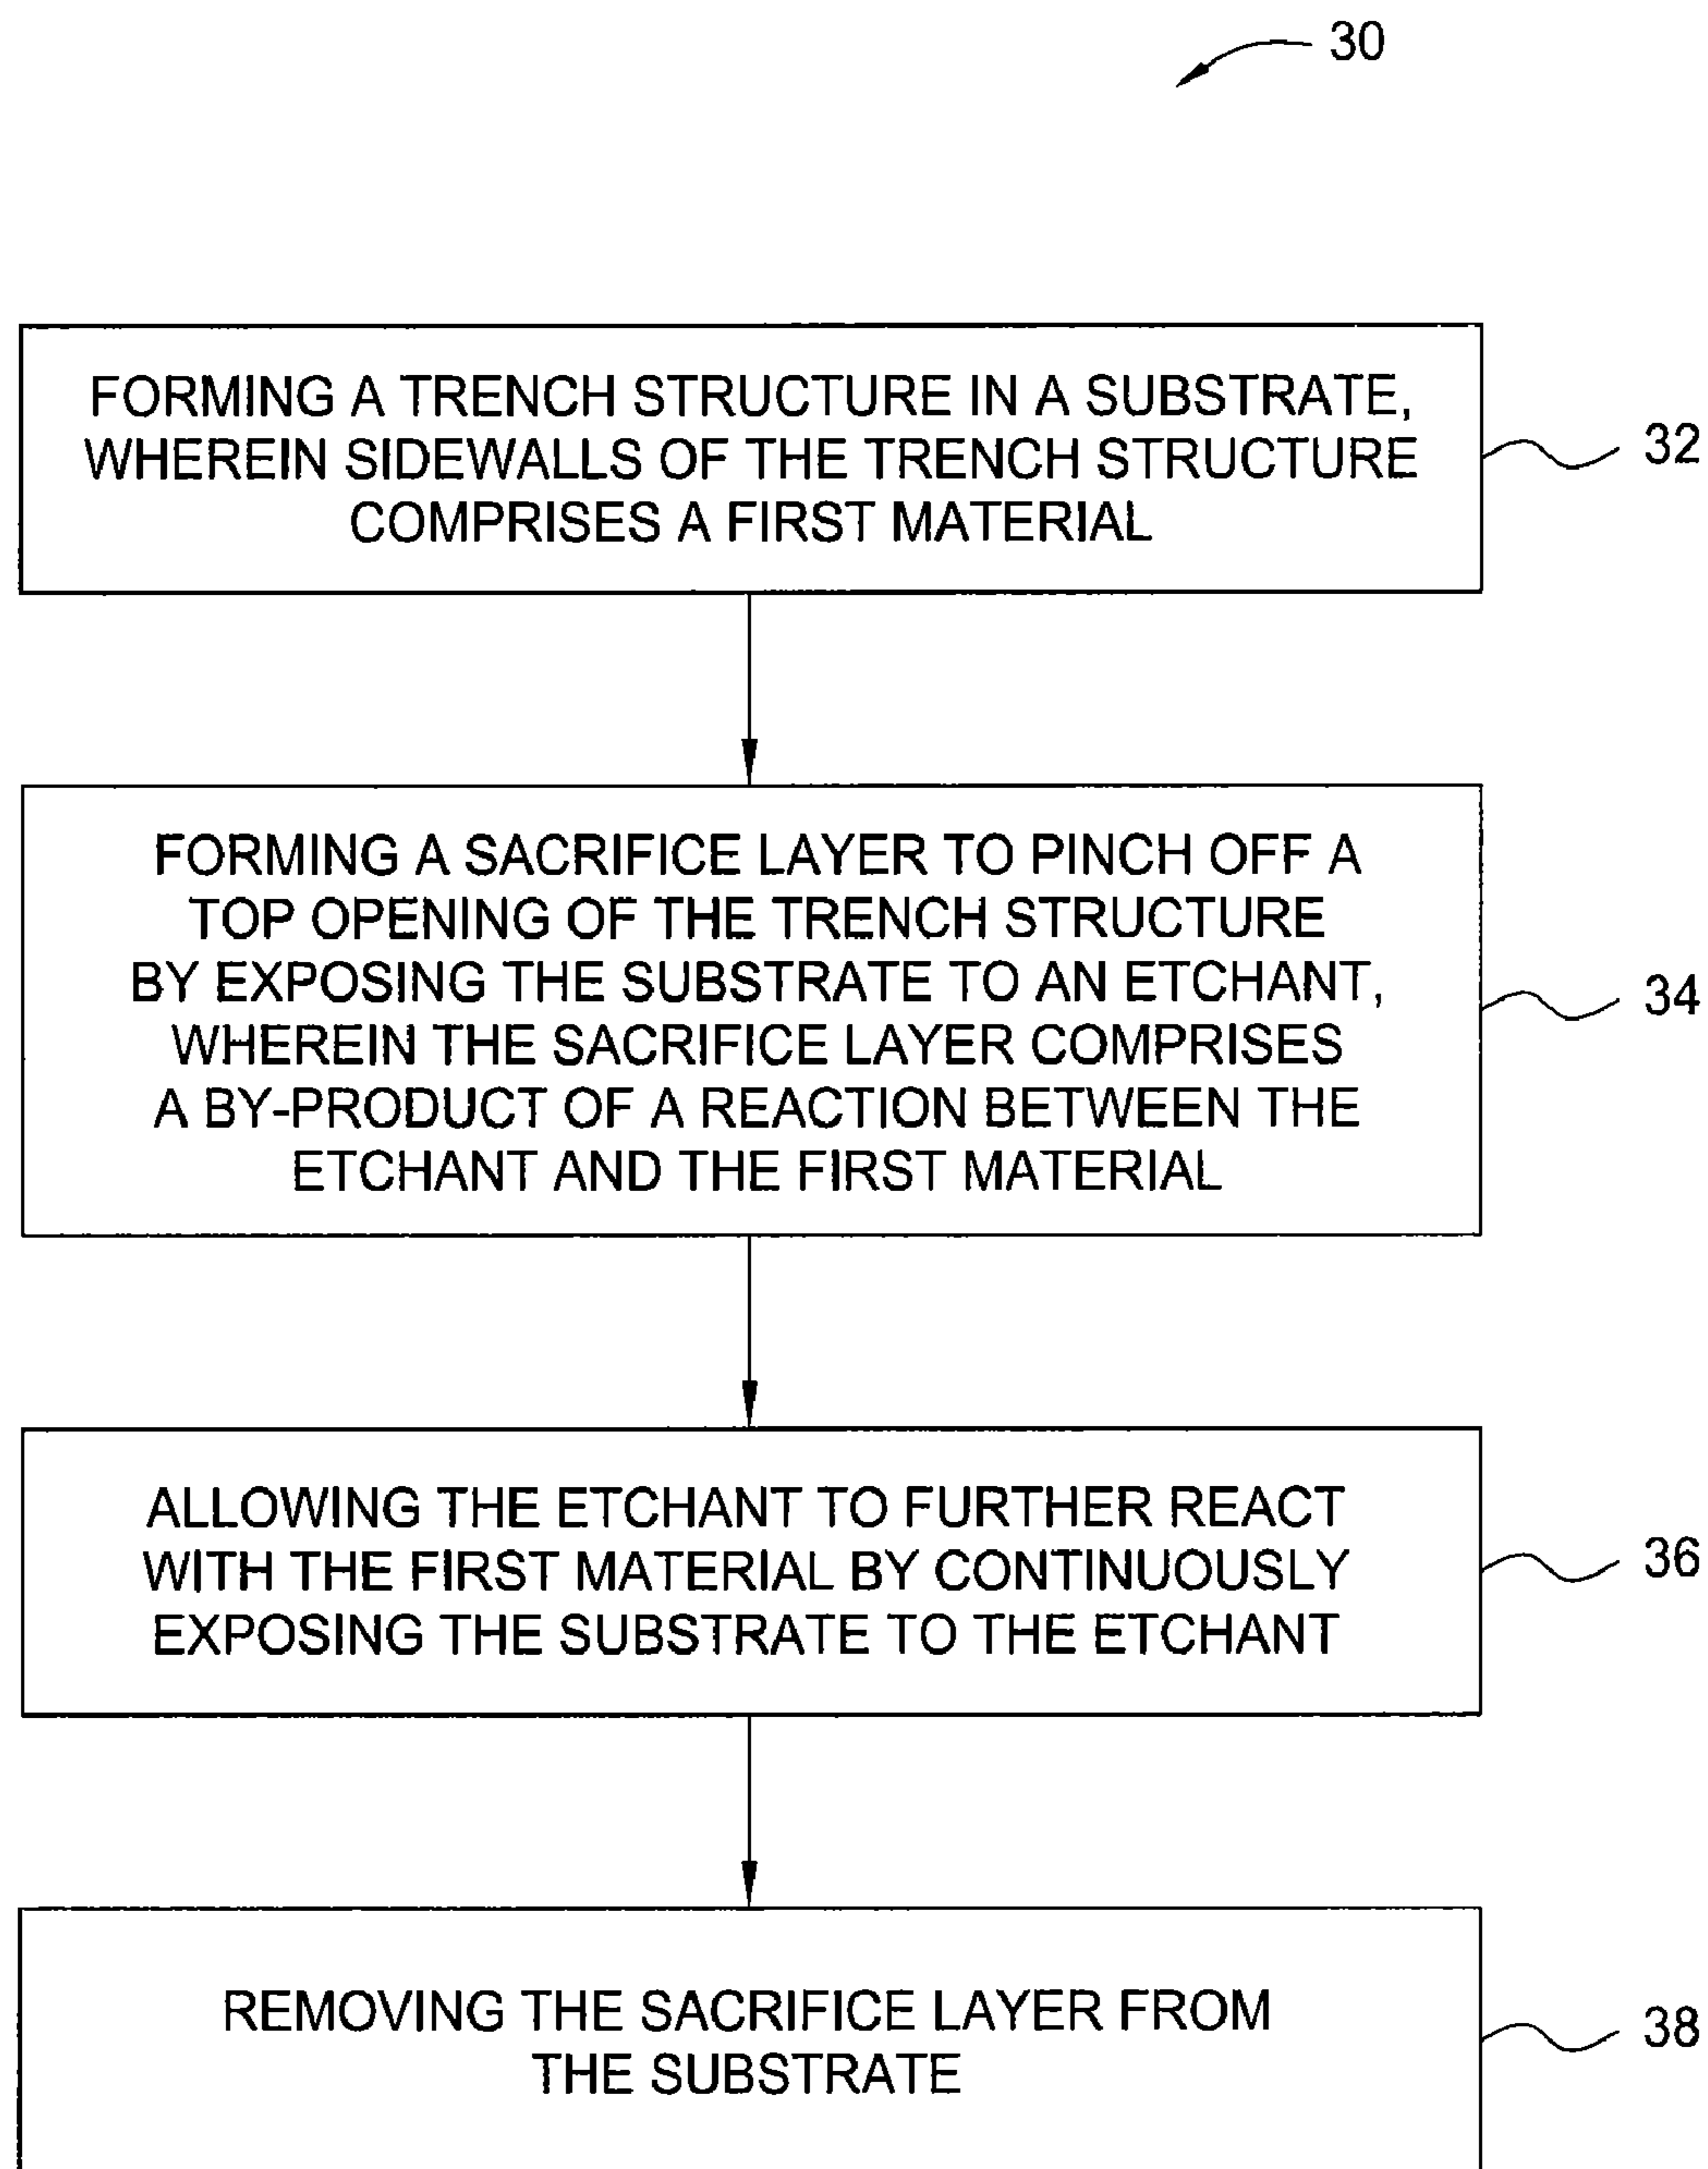 30
FORMING A TRENCH STRUCTURE IN A SUBSTRATE,
WHEREIN SIDEWALLS OF THE TRENCH STRUCTURE
COMPRISES A FIRST MATERIAL
32
FORMING A SACRIFICE LAYER TO PINCH OFF A
TOP OPENING OF THE TRENCH STRUCTURE
BY EXPOSING THE SUBSTRATE TO AN ETCHANT,
WHEREIN THE SACRIFICE LAYER COMPRISES
A BY-PRODUCT OF A REACTION BETWEEN THE
ETCHANT AND THE FIRST MATERIAL
34
ALLOWING THE ETCHANT TO FURTHER REACT
WITH THE FIRST MATERIAL BY CONTINUOUSLY
EXPOSING THE SUBSTRATE TO THE ETCHANT
36
REMOVING THE SACRIFICE LAYER FROM
THE SUBSTRATE
38